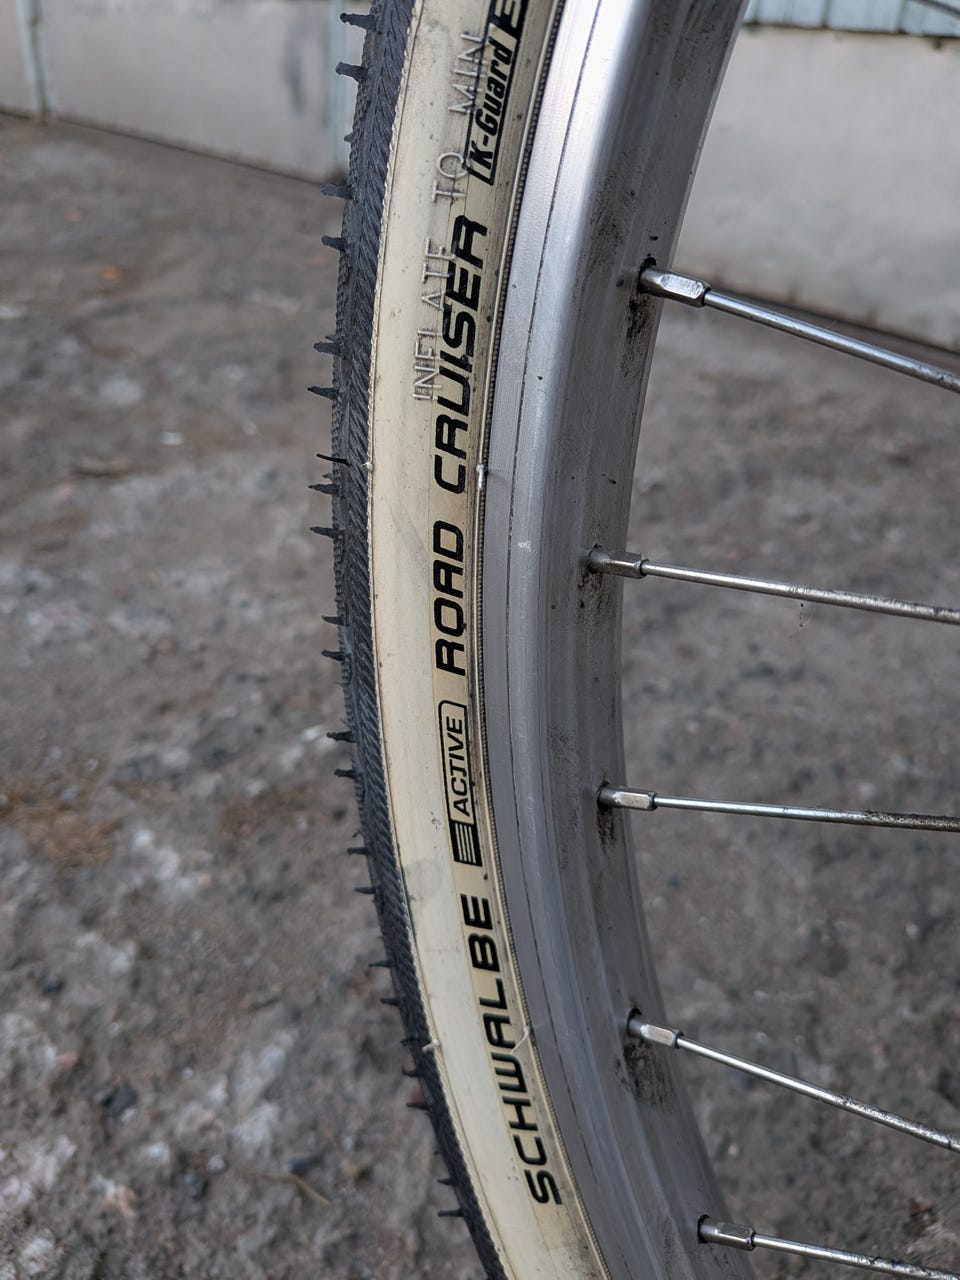 SCHWALBE ACTIVE ROAD CRUISER K-Guard
INFLATE TO MIN